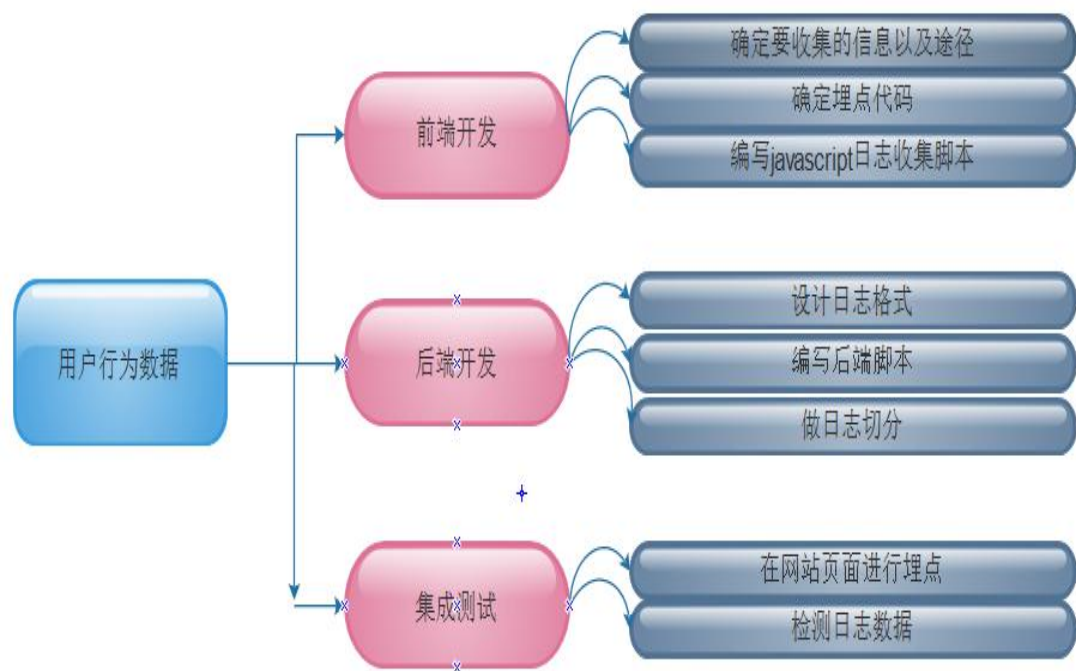 用户行为数据
前端开发
确定要收集的信息以及途径
确定埋点代码
编写javascript日志收集脚本
后端开发
设计日志格式
编写后端脚本
做日志切分
集成测试
在网站页面进行埋点
检测日志数据